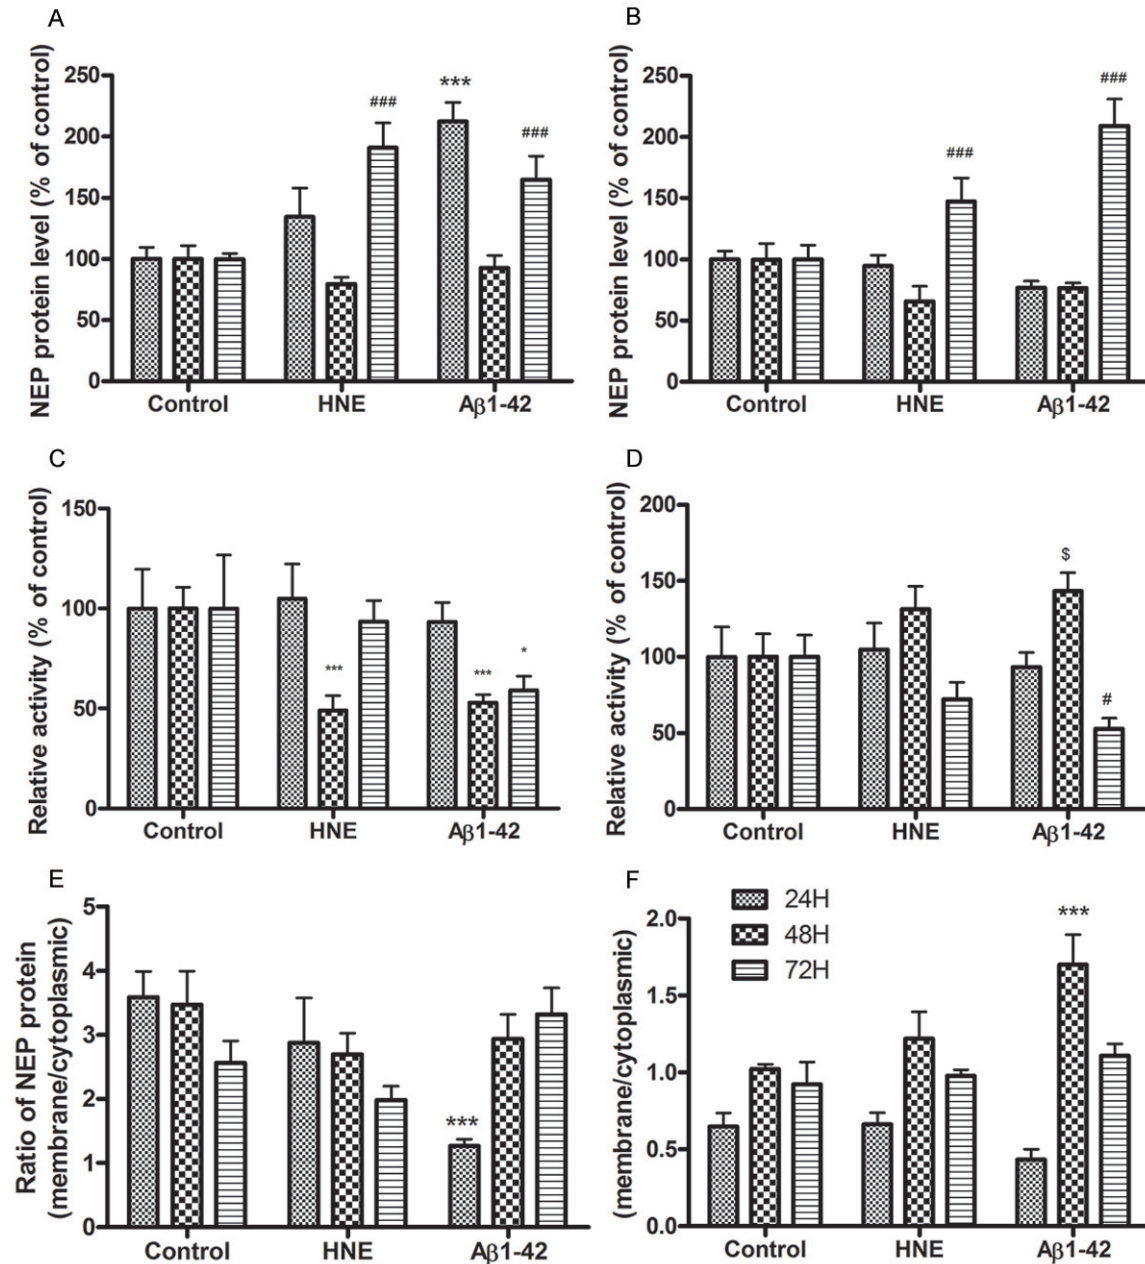 A
NEP protein level (% of control)
250
200
150
100
50
0
###
***
###
Control
HNE
Aβ1-42
B
NEP protein level (% of control)
250
200
150
100
50
0
###
###
Control
HNE
Aβ1-42
C
Relative activity (% of control)
150
100
50
0
***
***
*
Control
HNE
Aβ1-42
D
Relative activity (% of control)
200
150
100
50
0
$
#
Control
HNE
Aβ1-42
E
Ratio of NEP protein
(membrane/cytoplasmic)
5
4
3
2
1
0
***
Control
HNE
Aβ1-42
F
(membrane/cytoplasmic)
2.0
1.5
1.0
0.5
0.0
24H
48H
72H
***
Control
HNE
Aβ1-42